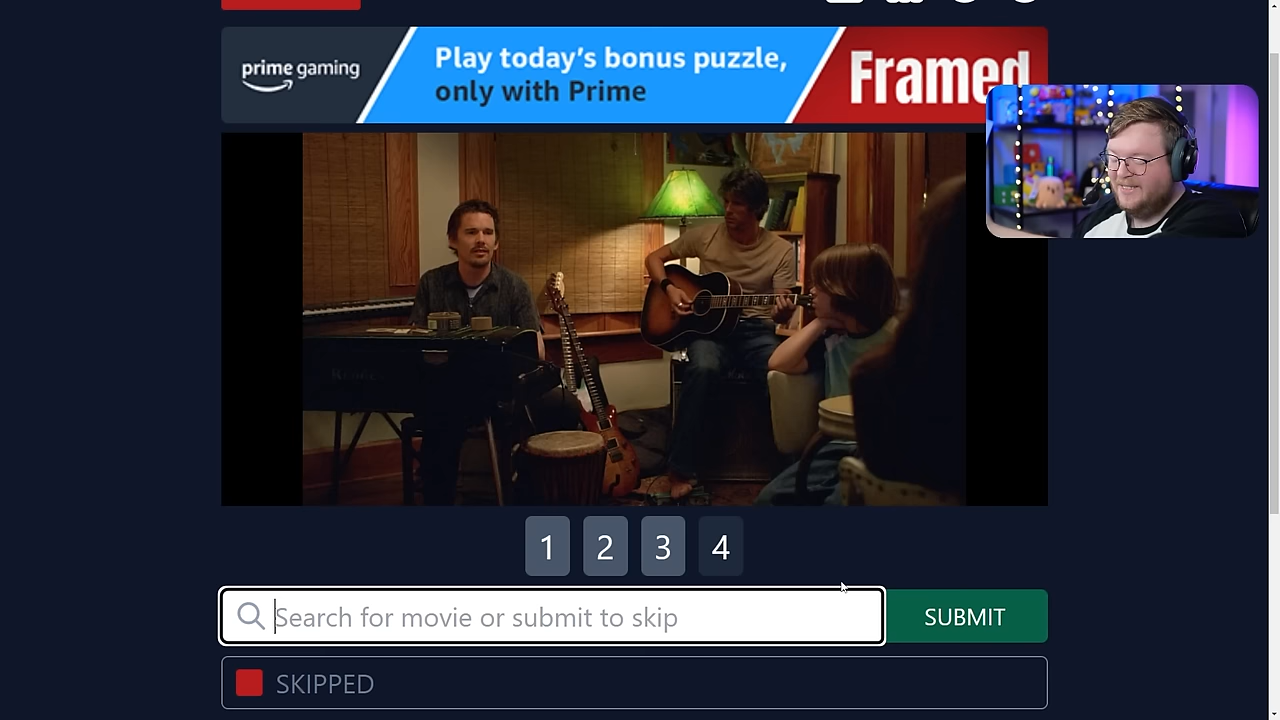 prime gaming
Play today's bonus puzzle,
only with Prime
Framed
1 2 3 4
Search for movie or submit to skip
SUBMIT
SKIPPED